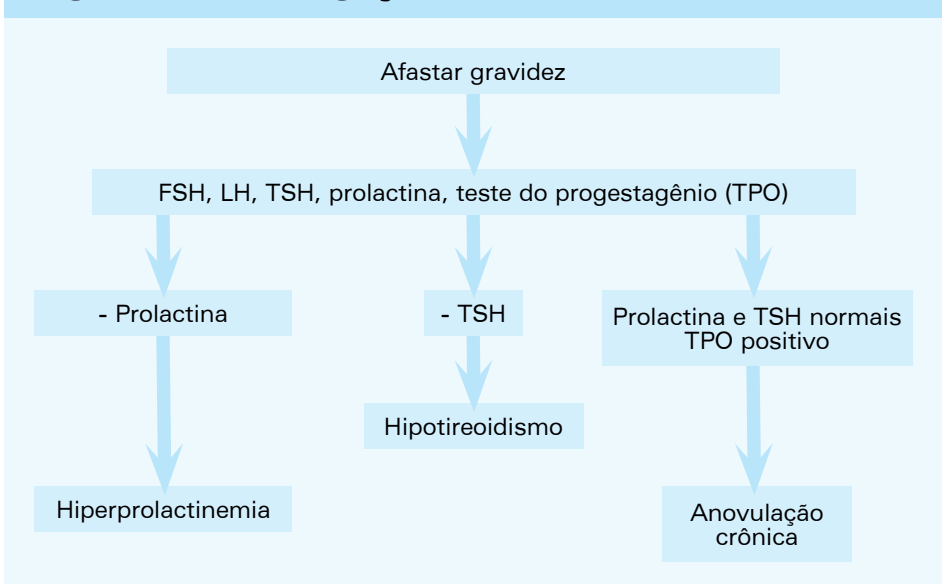 Afastar gravidez
FSH, LH, TSH, prolactina, teste do progestagênio (TPO)
- Prolactina
- TSH
Prolactina e TSH normais
TPO positivo
Hipotireoidismo
Hiperprolactinemia
Anovulação
crônica